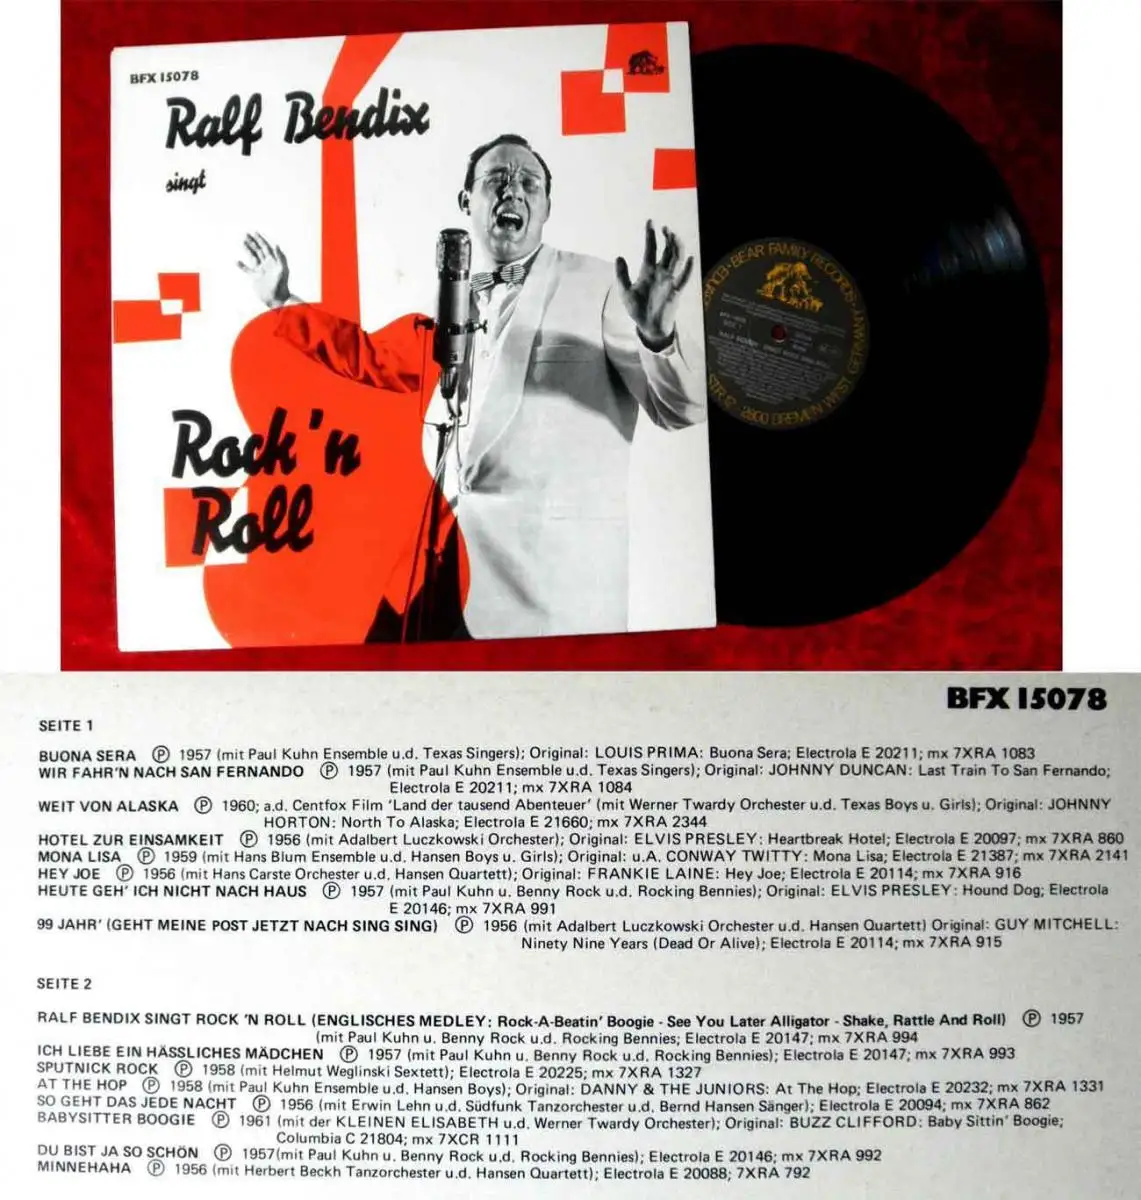 BFX 15078
Ralf Bendix
singt
Rock 'n
Roll
BEAR FAMILY RECORDS
2800 BREMEN WEST GERMANY
SIDE 1
BFX 15078
SEITE 1
BUONA SERA Ⓟ 1957 (mit Paul Kuhn Ensemble u.d. Texas Singers); Original: LOUIS PRIMA: Buona Sera; Electrola E 20211; mx 7XRA 1083
WIR FAHR'N NACH SAN FERNANDO Ⓟ 1957 (mit Paul Kuhn Ensemble u.d. Texas Singers); Original: JOHNNY DUNCAN: Last Train To San Fernando;
Electrola E 20211; mx 7XRA 1084
WEIT VON ALASKA Ⓟ 1960; a.d. Centfox Film 'Land der tausend Abenteuer' (mit Werner Twardy Orchester u.d. Texas Boys u. Girls); Original: JOHNNY
HORTON: North To Alaska; Electrola E 21660; mx 7XRA 2344
HOTEL ZUR EINSAMKEIT Ⓟ 1956 (mit Adalbert Luczkowski Orchester); Original: ELVIS PRESLEY: Heartbreak Hotel; Electrola E 20097; mx 7XRA 860
MONA LISA Ⓟ 1959 (mit Hans Blum Ensemble u.d. Hansen Boys u. Girls); Original: u.A. CONWAY TWITTY: Mona Lisa; Electrola E 21387; mx 7XRA 2141
HEY JOE Ⓟ 1956 (mit Hans Carste Orchester u.d. Hansen Quartett); Original: FRANKIE LAINE: Hey Joe; Electrola E 20114; mx 7XRA 916
HEUTE GEH' ICH NICHT NACH HAUS Ⓟ 1957 (mit Paul Kuhn u. Benny Rock u.d. Rocking Bennies); Original: ELVIS PRESLEY: Hound Dog; Electrola
E 20146; mx 7XRA 991
99 JAHR' (GEHT MEINE POST JETZT NACH SING SING) Ⓟ 1956 (mit Adalbert Luczkowski Orchester u.d. Hansen Quartett) Original: GUY MITCHELL:
Ninety Nine Years (Dead Or Alive); Electrola E 20114; mx 7XRA 915
SEITE 2
RALF BENDIX SINGT ROCK 'N ROLL (ENGLISCHES MEDLEY: Rock-A-Beatin' Boogie - See You Later Alligator - Shake, Rattle And Roll) Ⓟ 1957
(mit Paul Kuhn u. Benny Rock u.d. Rocking Bennies; Electrola E 20147; mx 7XRA 994
ICH LIEBE EIN HÄSSLICHES MÄDCHEN Ⓟ 1957 (mit Paul Kuhn u. Benny Rock u.d. Rocking Bennies); Electrola E 20147; mx 7XRA 993
SPUTNICK ROCK Ⓟ 1958 (mit Helmut Weglinski Sextett); Electrola E 20225; mx 7XRA 1327
AT THE HOP Ⓟ 1958 (mit Paul Kuhn Ensemble u.d. Hansen Boys); Original: DANNY & THE JUNIORS: At The Hop; Electrola E 20232; mx 7XRA 1331
SO GEHT DAS JEDE NACHT Ⓟ 1956 (mit Erwin Lehn u.d. Südfunk Tanzorchester u.d. Bernd Hansen Sänger); Electrola E 20094; mx 7XRA 862
BABYSITTER BOOGIE Ⓟ 1961 (mit der KLEINEN ELISABETH u.d. Werner Twardy Orchester); Original: BUZZ CLIFFORD: Baby Sittin' Boogie;
Columbia C 21804; mx 7XCR 1111
DU BIST JA SO SCHÖN Ⓟ 1957(mit Paul Kuhn u. Benny Rock u.d. Rocking Bennies); Electrola E 20146; mx 7XRA 992
MINNEHAHA Ⓟ 1956 (mit Herbert Beckh Tanzorchester u.d. Hansen Quartett); Electrola E 20088; 7XRA 792